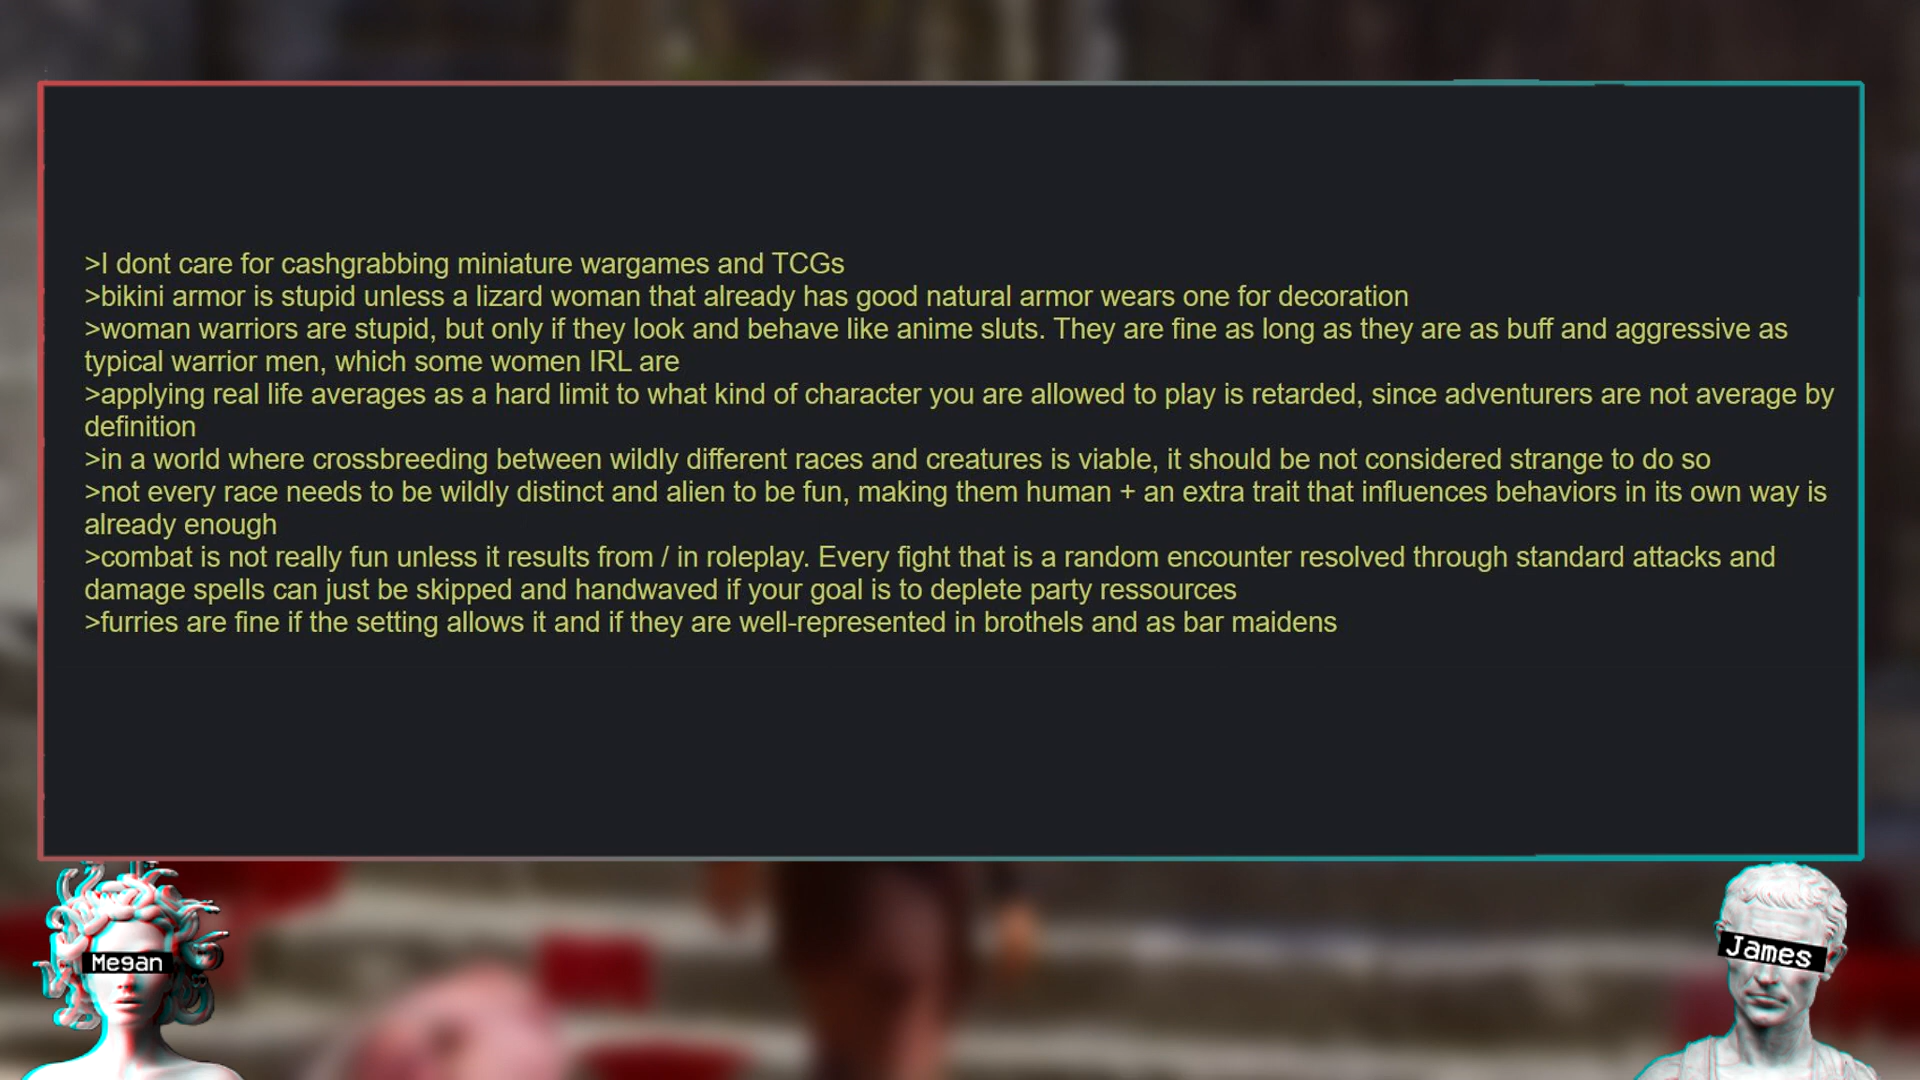 >I dont care for cashgrabbing miniature wargames and TCGs
>bikini armor is stupid unless a lizard woman that already has good natural armor wears one for decoration
>woman warriors are stupid, but only if they look and behave like anime sluts. They are fine as long as they are as buff and aggressive as
typical warrior men, which some women IRL are
>applying real life averages as a hard limit to what kind of character you are allowed to play is retarded, since adventurers are not average by
definition
>in a world where crossbreeding between wildly different races and creatures is viable, it should be not considered strange to do so
>not every race needs to be wildly distinct and alien to be fun, making them human + an extra trait that influences behaviors in its own way is
already enough
>combat is not really fun unless it results from / in roleplay. Every fight that is a random encounter resolved through standard attacks and
damage spells can just be skipped and handwaved if your goal is to deplete party ressources
>furries are fine if the setting allows it and if they are well-represented in brothels and as bar maidens
Megan
James